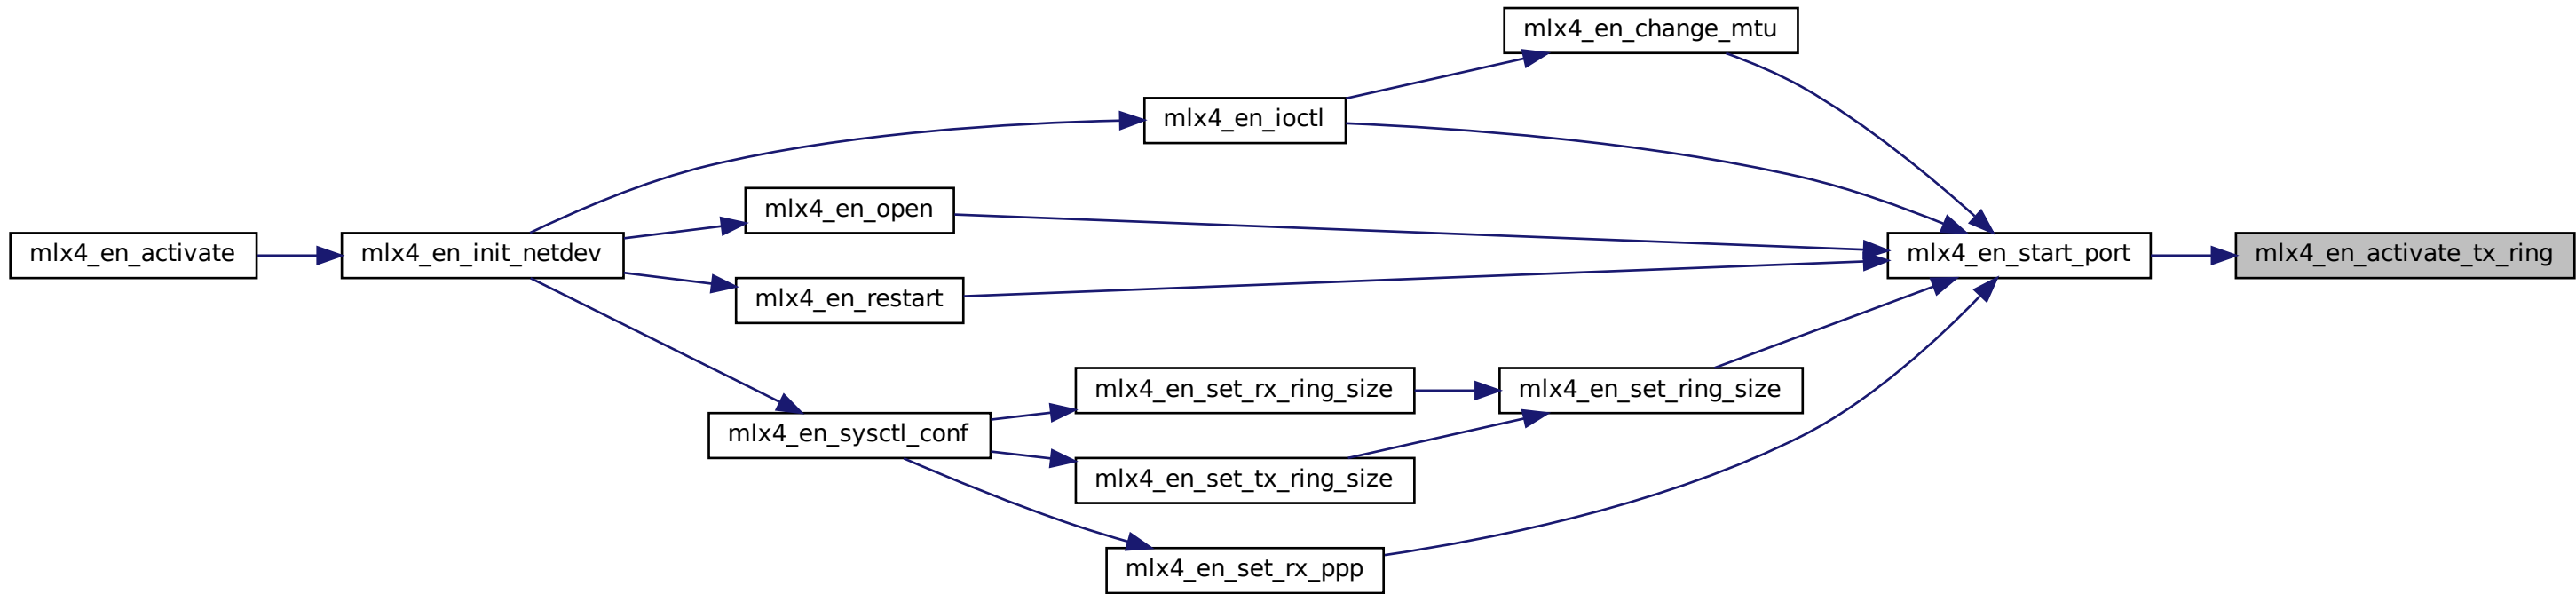 mlx4_en_change_mtu
mlx4_en_ioctl
mlx4_en_open
mlx4_en_activate
mlx4_en_init_netdev
mlx4_en_start_port
mlx4_en_activate_tx_ring
mlx4_en_restart
mlx4_en_set_rx_ring_size
mlx4_en_set_ring_size
mlx4_en_sysctl_conf
mlx4_en_set_tx_ring_size
mlx4_en_set_rx_ppp